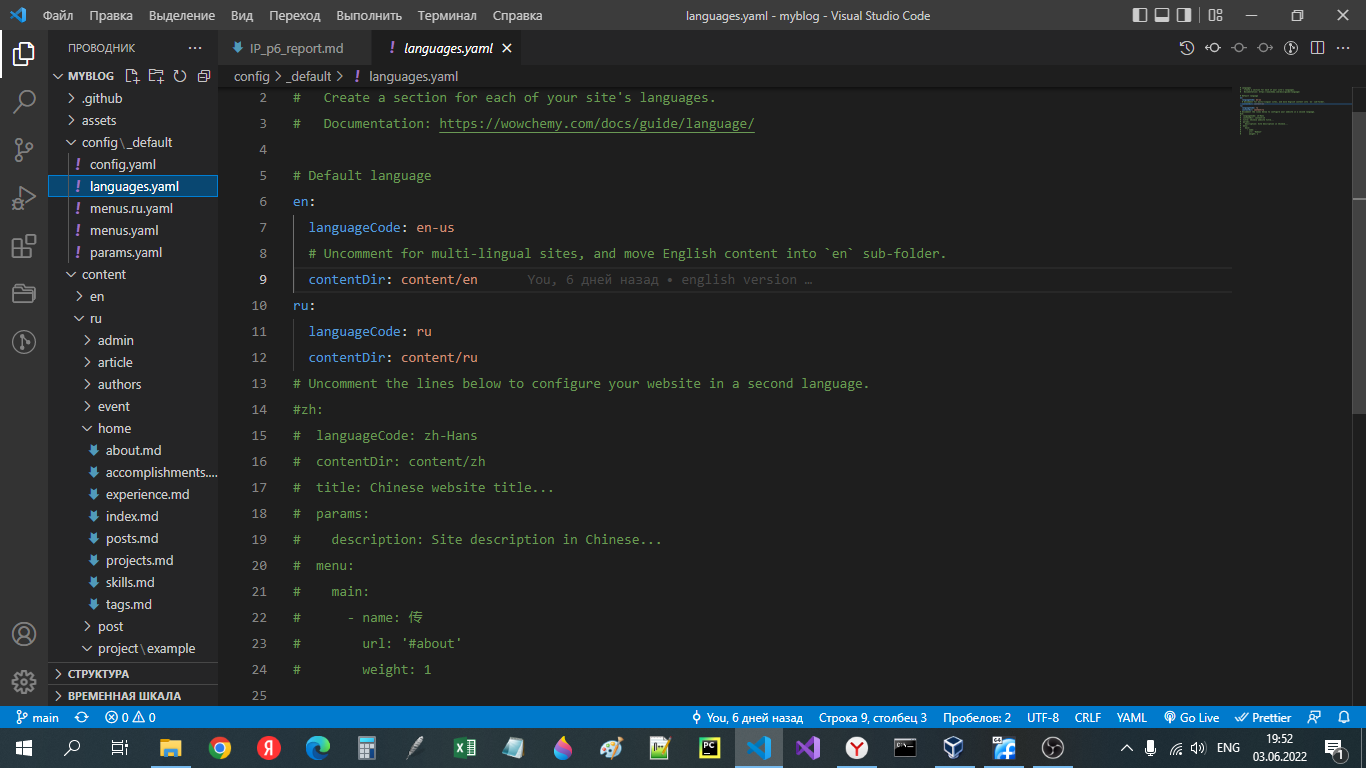 Файл Правка Выделение Вид Переход Выполнить Терминал Справка languages.yaml - myblog - Visual Studio Code
ПРОВОДНИК
MYBLOG
.github
assets
config\_default
config.yaml
languages.yaml
menus.ru.yaml
menus.yaml
params.yaml
content
en
ru
admin
article
authors
event
home
about.md
accomplishments....
experience.md
index.md
posts.md
projects.md
skills.md
tags.md
post
project\example
СТРУКТУРА
ВРЕМЕННАЯ ШКАЛА
IP_p6_report.md ! languages.yaml
config > _default > ! languages.yaml
2 # Create a section for each of your site's languages.
3 # Documentation: https://wowchemy.com/docs/guide/language/
4
5 # Default language
6 en:
7 languageCode: en-us
8 # Uncomment for multi-lingual sites, and move English content into `en` sub-folder.
9 contentDir: content/en You, 6 дней назад • english version …
10 ru:
11 languageCode: ru
12 contentDir: content/ru
13 # Uncomment the lines below to configure your website in a second language.
14 #zh:
15 # languageCode: zh-Hans
16 # contentDir: content/zh
17 # title: Chinese website title...
18 # params:
19 # description: Site description in Chinese...
20 # menu:
21 # main:
22 # - name: 传
23 # url: '#about'
24 # weight: 1
25
main 0 0 You, 6 дней назад Строка 9, столбец 3 Пробелов: 2 UTF-8 CRLF YAML Go Live Prettier
ENG 19:52
03.06.2022
1